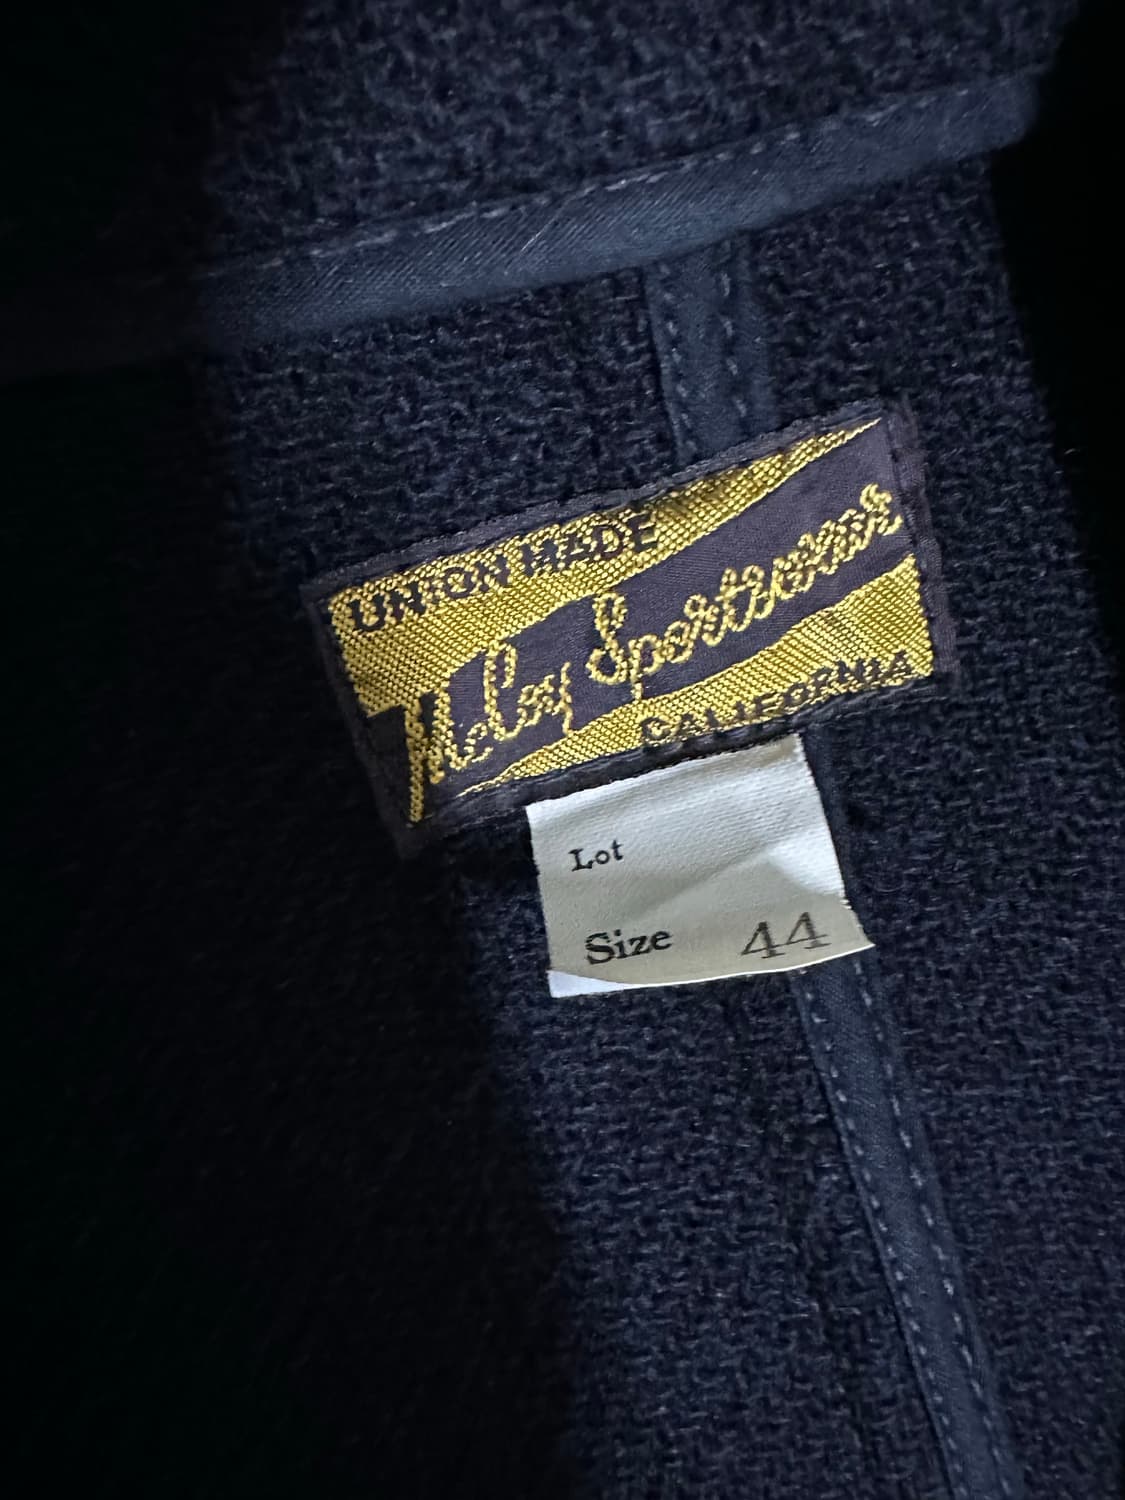 UNION MADE
McCoy Sportswear
CALIFORNIA
Lot
Size 44